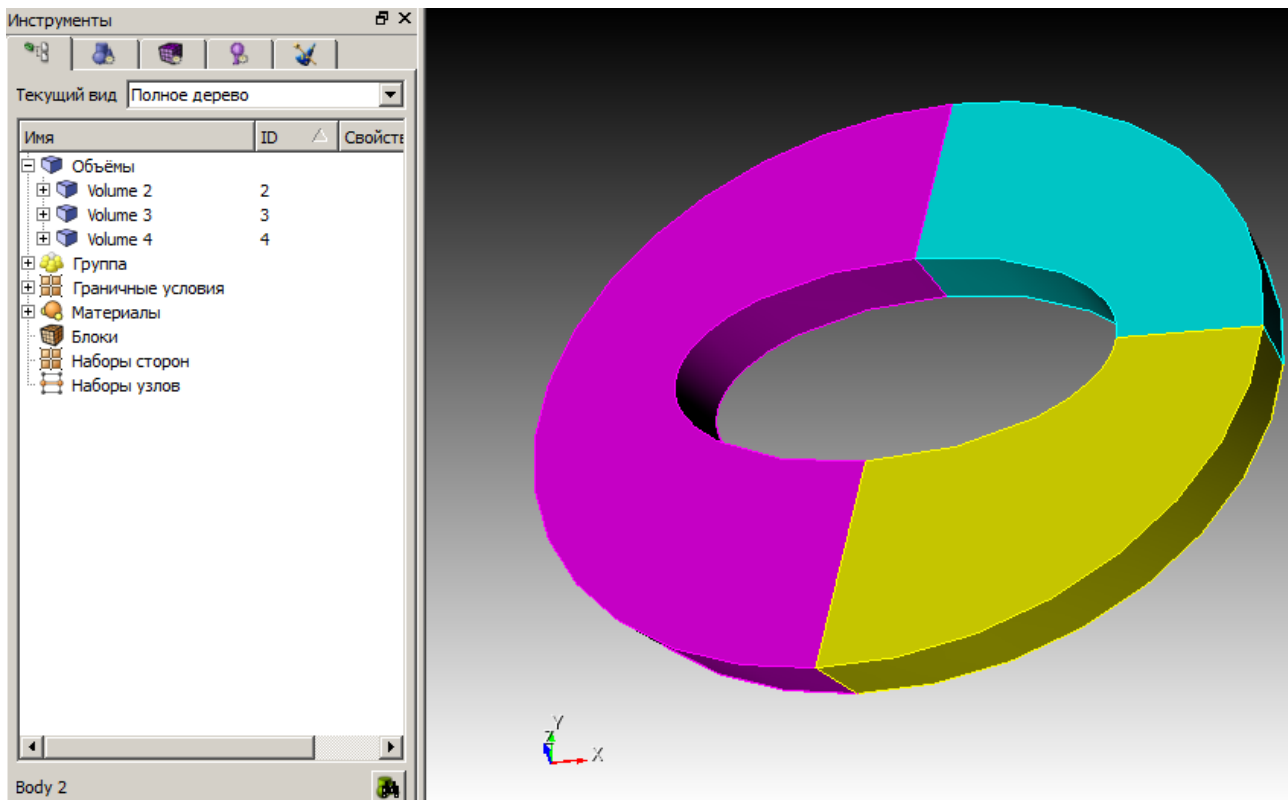 Инструменты
Текущий вид Полное дерево
Имя ID Свойств
Объёмы
Volume 2 2
Volume 3 3
Volume 4 4
Группа
Граничные условия
Материалы
Блоки
Наборы сторон
Наборы узлов
Body 2
Y
Z
X